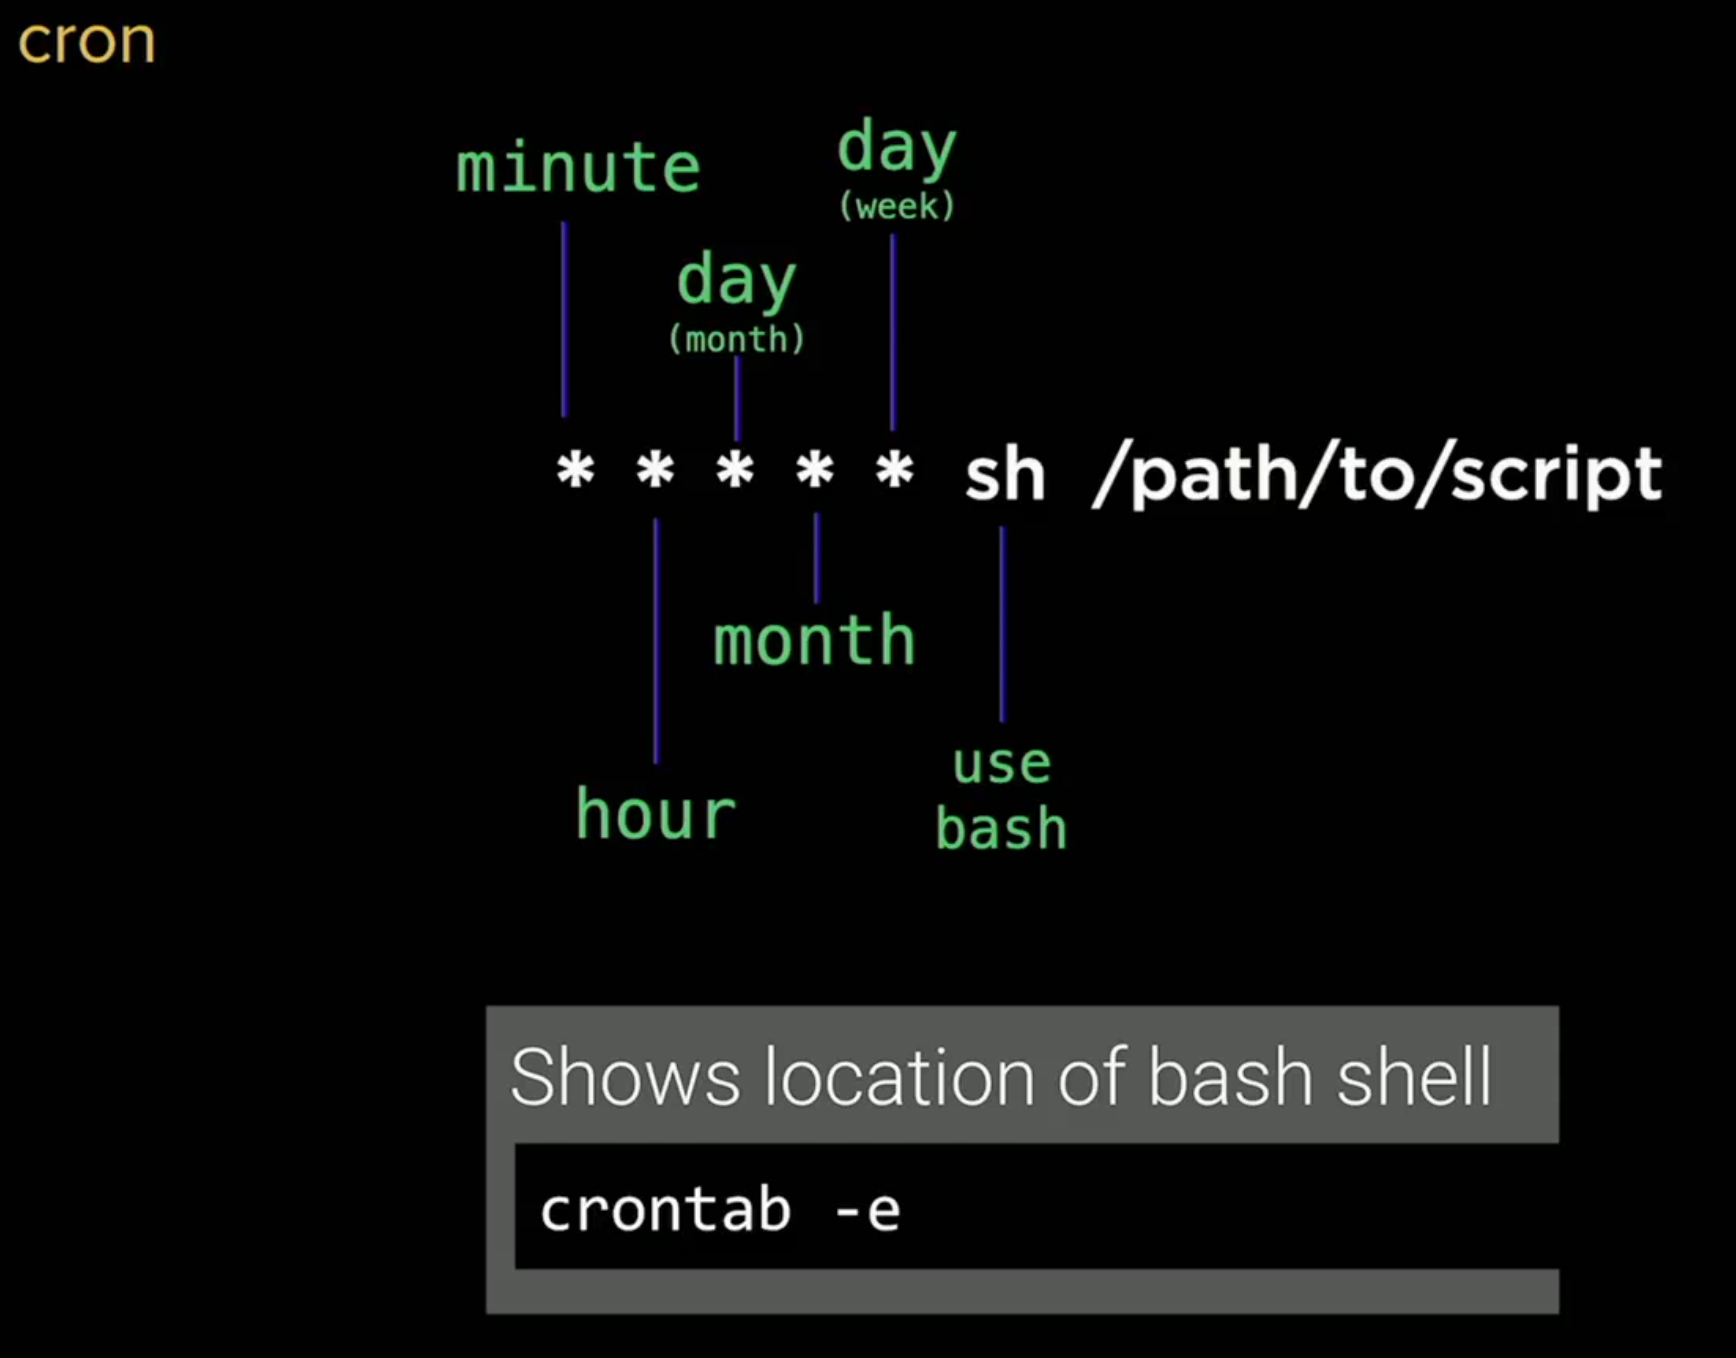 cron
minute
day
(week)
day
(month)
* * * * * sh /path/to/script
month
hour
use
bash
Shows location of bash shell
crontab -e